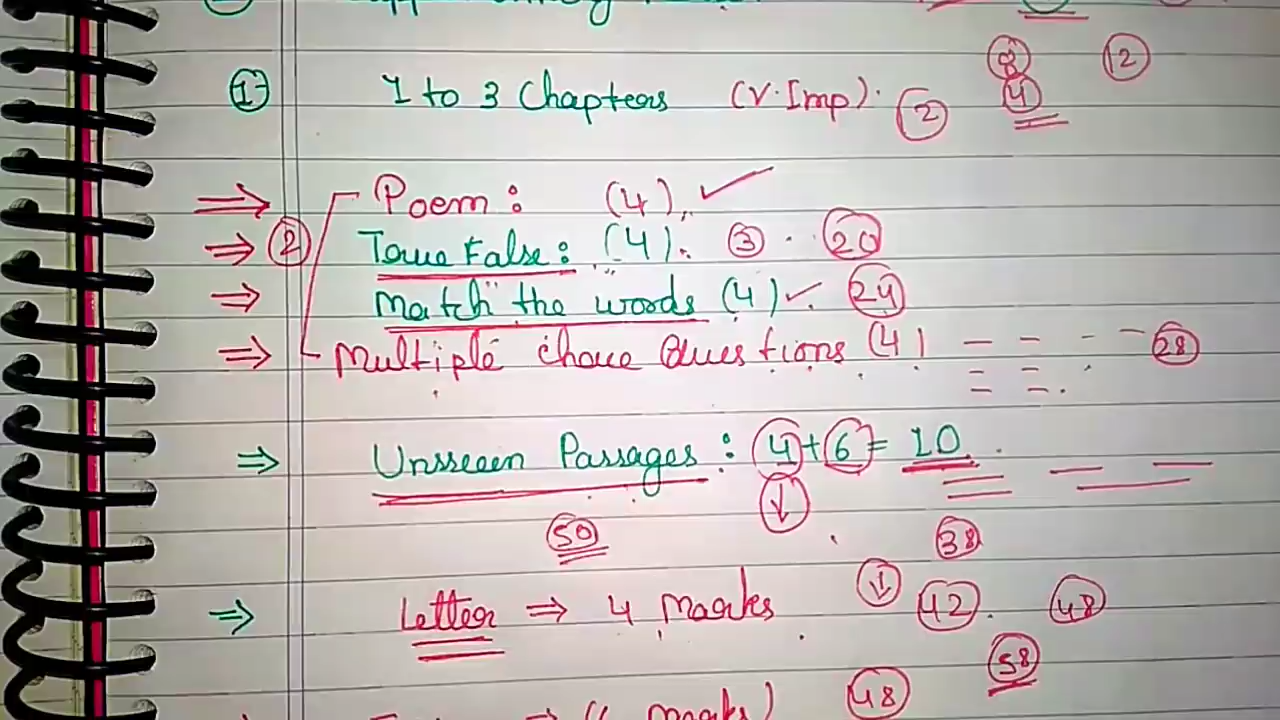 ① 1 to 3 Chapters (V.Imp). ② ④ ⑧ ⑫
Poem: (4). ✓
② True False: (4). ③ . ⑳
Match the words (4) ✓. ㉔
Multiple choice Questions (4) ㉘
Unsseen Passages: ④+⑥= 10.
↓
㊿ ㊳
Letter ⇒ 4 Marks ↓ ㊷. ㊽
58
marks) ㊽